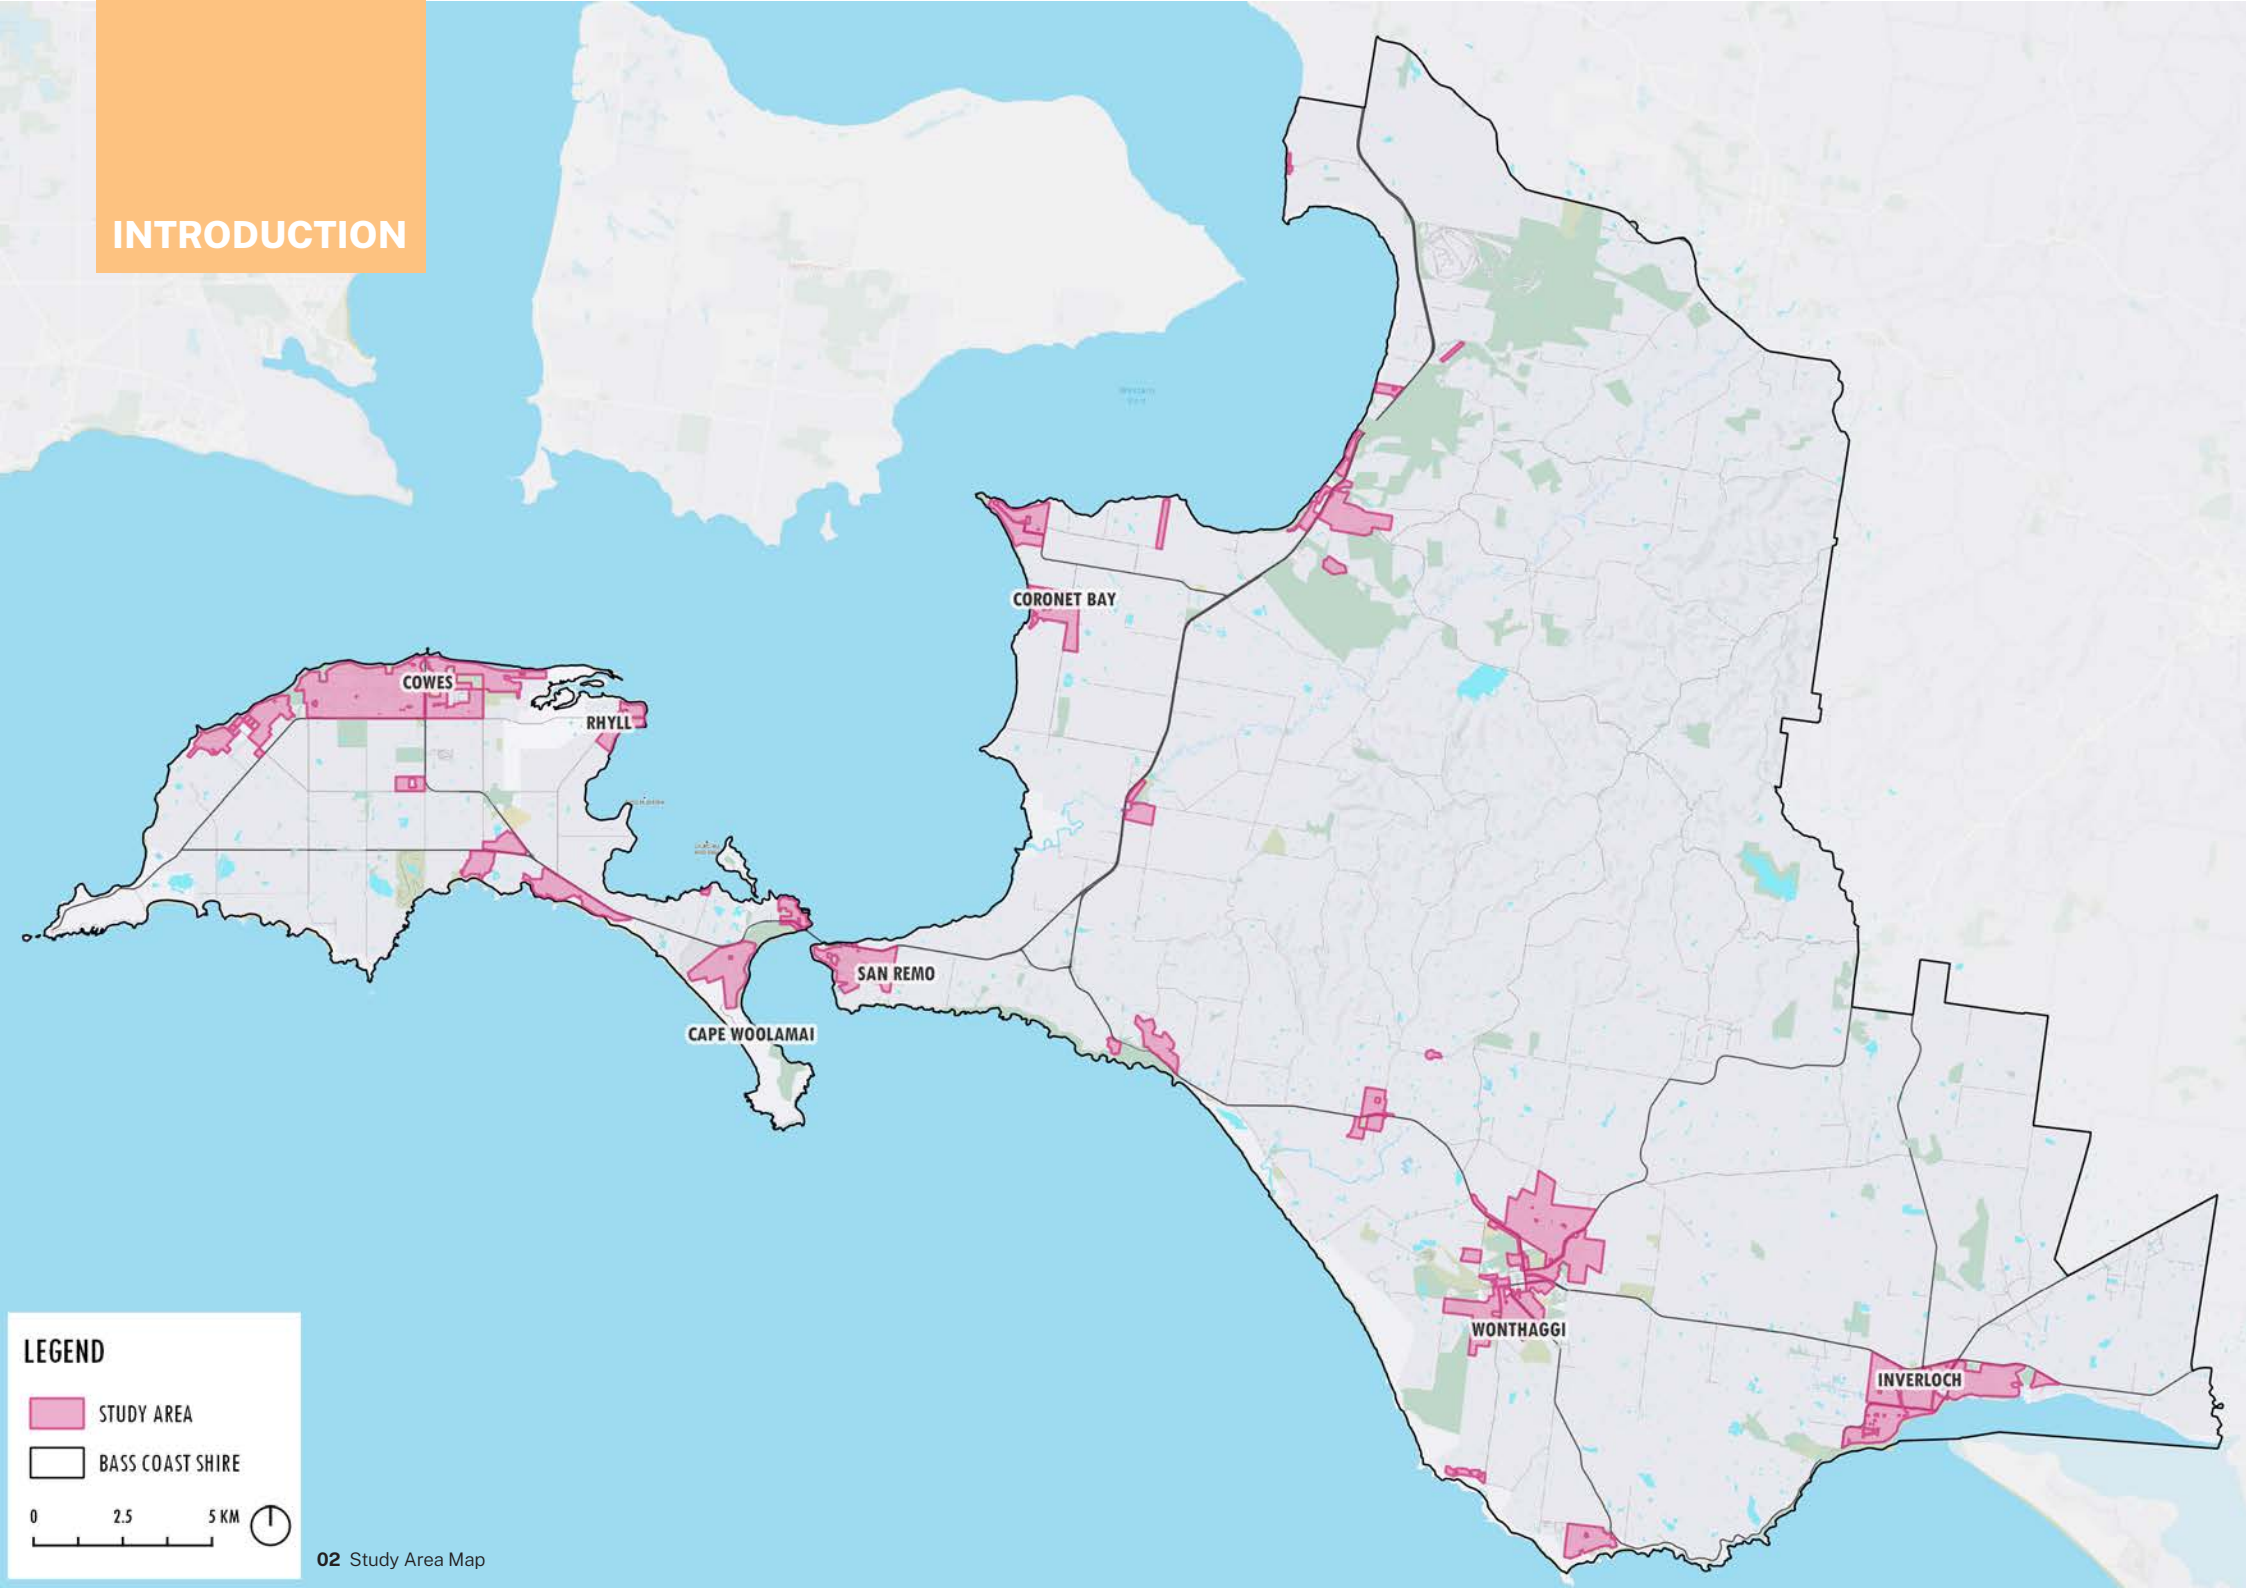 INTRODUCTION
CORONET BAY
COWES
RHYLL
SAN REMO
CAPE WOOLAMAI
WONTHAGGI
INVERLOCH
LEGEND
STUDY AREA
BASS COAST SHIRE
0 2.5 5 KM
02 Study Area Map